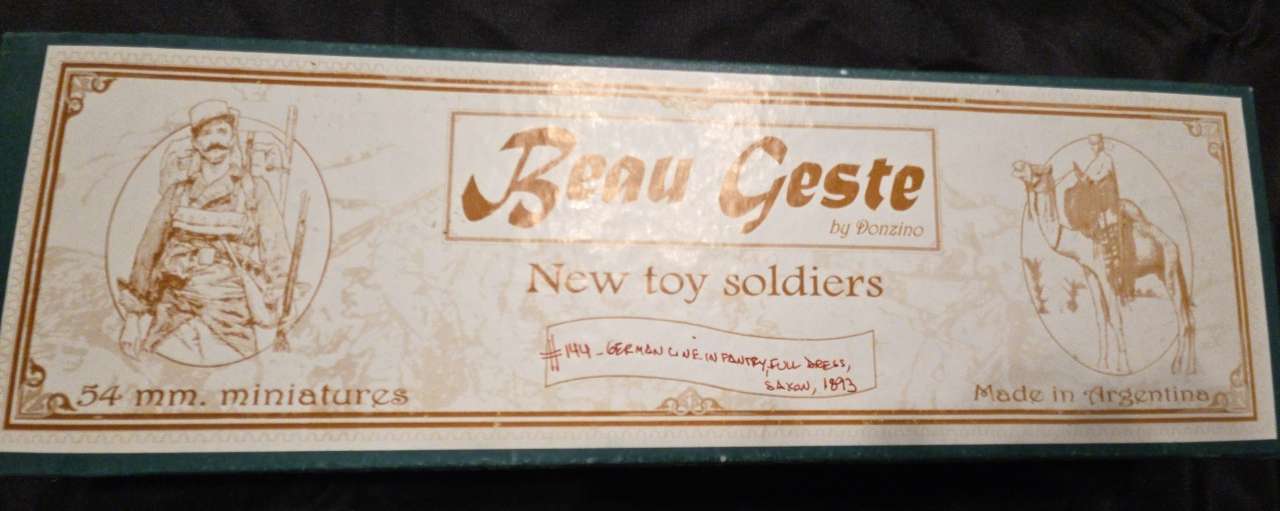 Beau Geste
by Donzino
New toy soldiers
#144 - GERMAN LINE INFANTRY, FULL DRESS,
SAXON, 1893
54 mm. miniatures
Made in Argentina